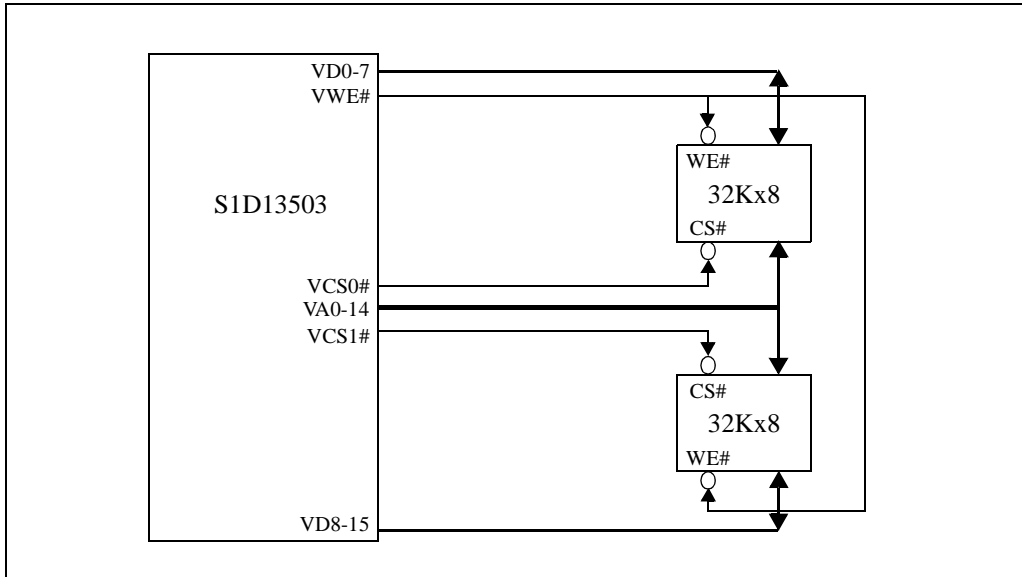 VD0-7
VWE#
WE#
32Kx8
S1D13503
CS#
VCS0#
VA0-14
VCS1#
CS#
32Kx8
WE#
VD8-15